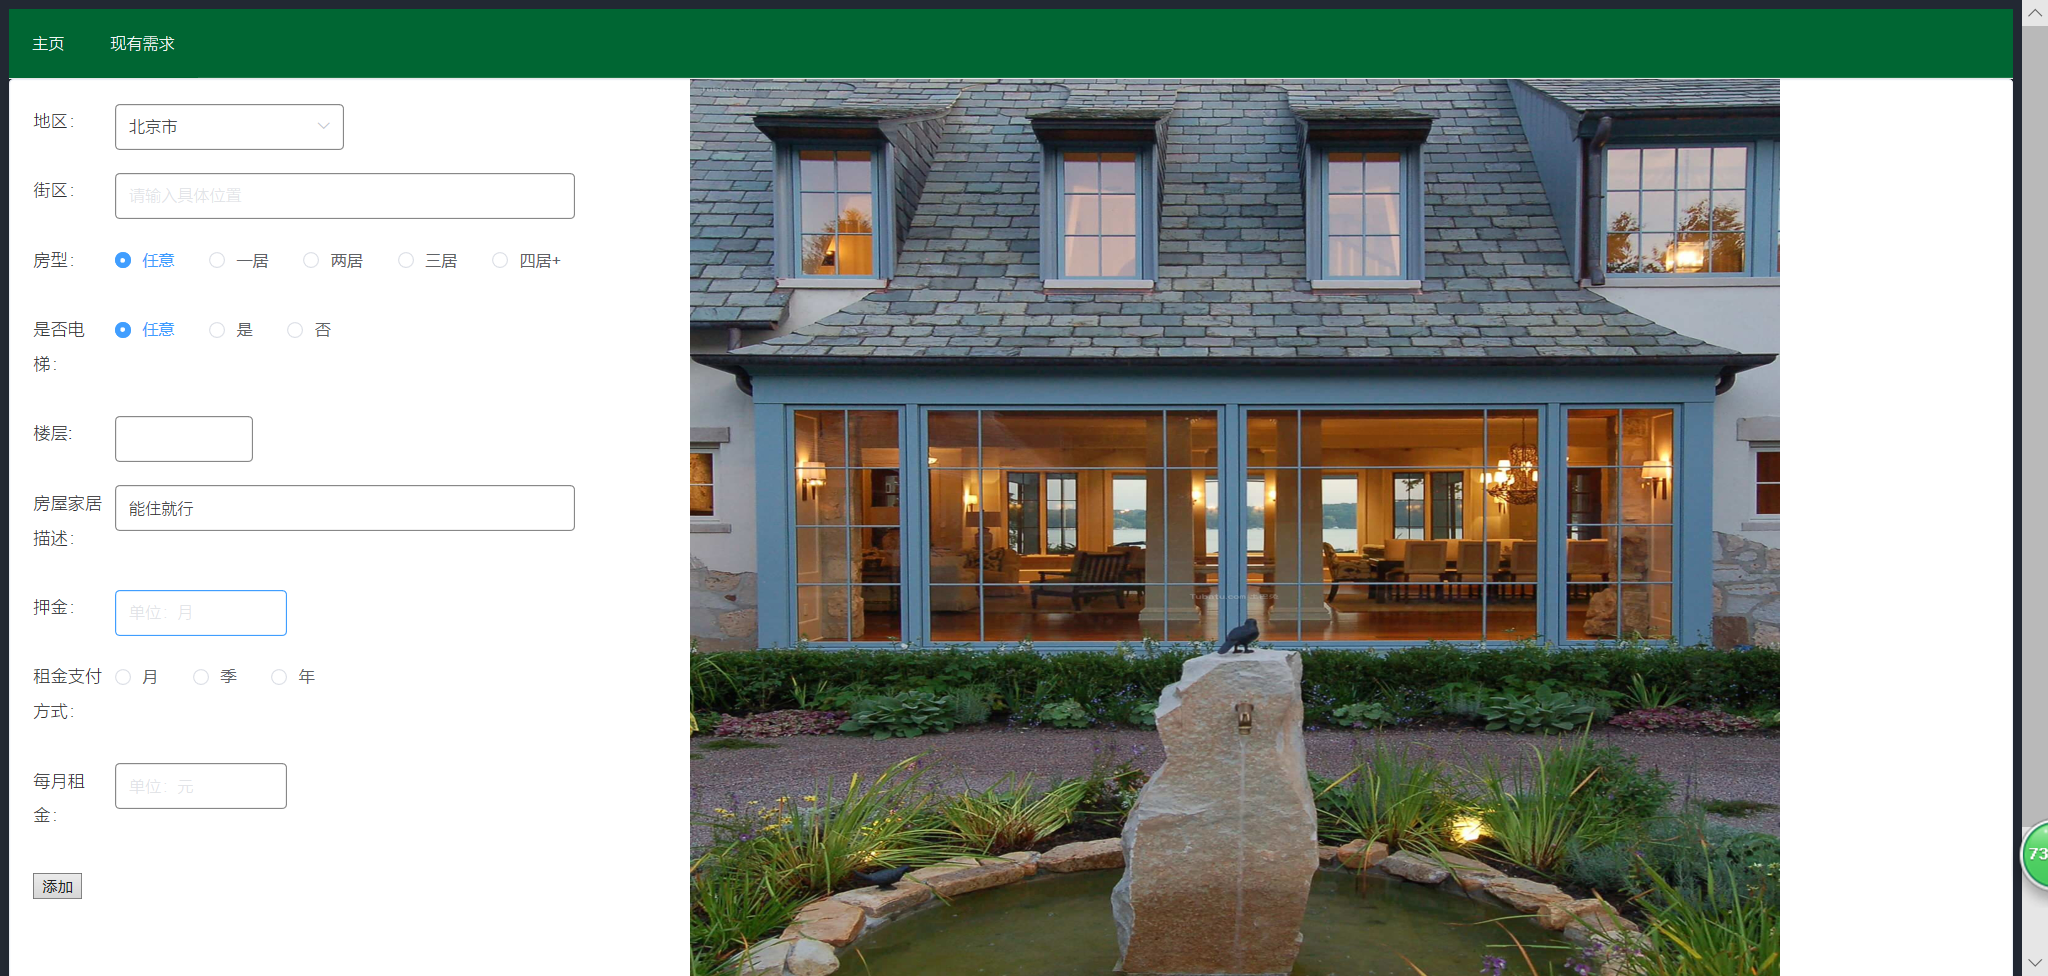 主页 现有需求
地区： 北京市
街区： 请输入具体位置
房型： 任意 一居 两居 三居 四居+
是否电
梯： 任意 是 否
楼层：
房屋家居
描述： 能住就行
押金： 单位：月
租金支付
方式： 月 季 年
每月租
金： 单位：元
添加
73